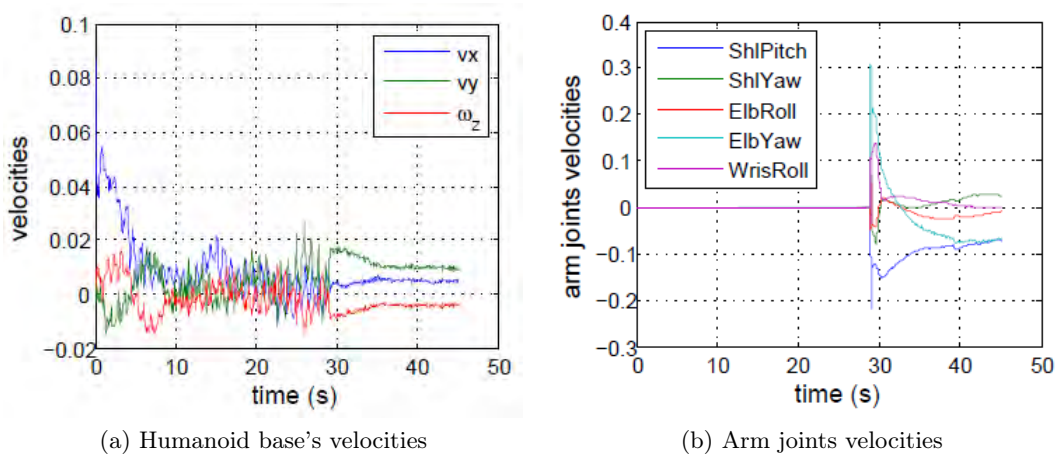 0.1
0.08
0.06
0.04
0.02
0
−0.02
velocities
vx
vy
ω_z
0 10 20 30 40 50
time (s)
(a) Humanoid base's velocities
0.4
0.3
0.2
0.1
0
−0.1
−0.2
−0.3
arm joints velocities
ShlPitch
ShlYaw
ElbRoll
ElbYaw
WrisRoll
0 10 20 30 40 50
time (s)
(b) Arm joints velocities